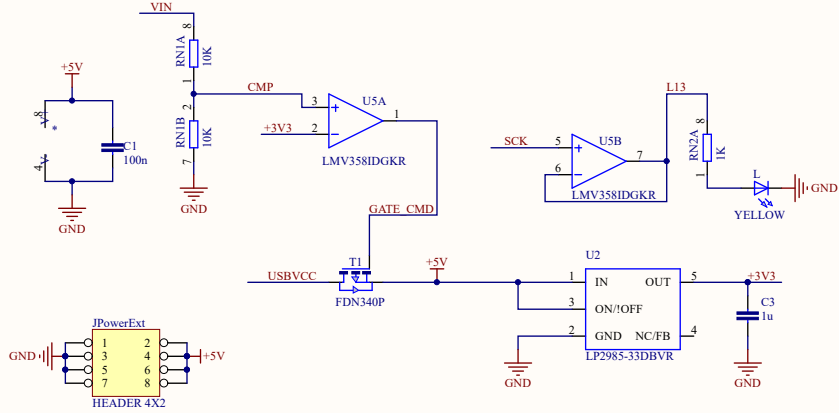 VIN
8
RN1A
10K
1
+5V
8
V+
*
V-
4
C1
100n
GND
CMP
2
RN1B
10K
7
GND
+3V3
3
+
2
−
U5A
1
LMV358IDGKR
GATE_CMD
SCK
5
+
6
−
U5B
7
LMV358IDGKR
L13
8
RN2A
1K
1
L
YELLOW
GND
USBVCC
T1
FDN340P
+5V
U2
1
IN
OUT
5
3
ON/!OFF
2
GND
NC/FB
4
LP2985-33DBVR
GND
+3V3
C3
1u
GND
JPowerExt
GND
1
2
3
4
5
6
7
8
+5V
HEADER 4X2